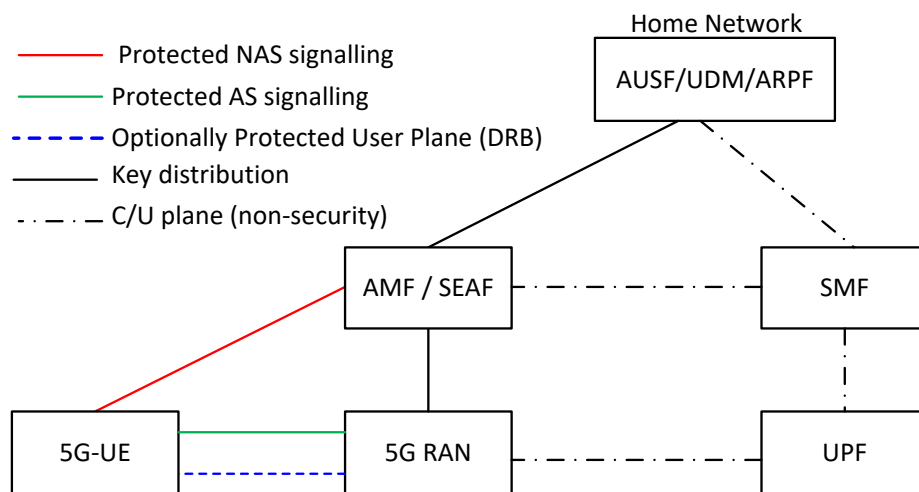 Home Network
Protected NAS signalling
AUSF/UDM/ARPF
Protected AS signalling
Optionally Protected User Plane (DRB)
Key distribution
C/U plane (non-security)
AMF / SEAF
SMF
5G-UE
5G RAN
UPF